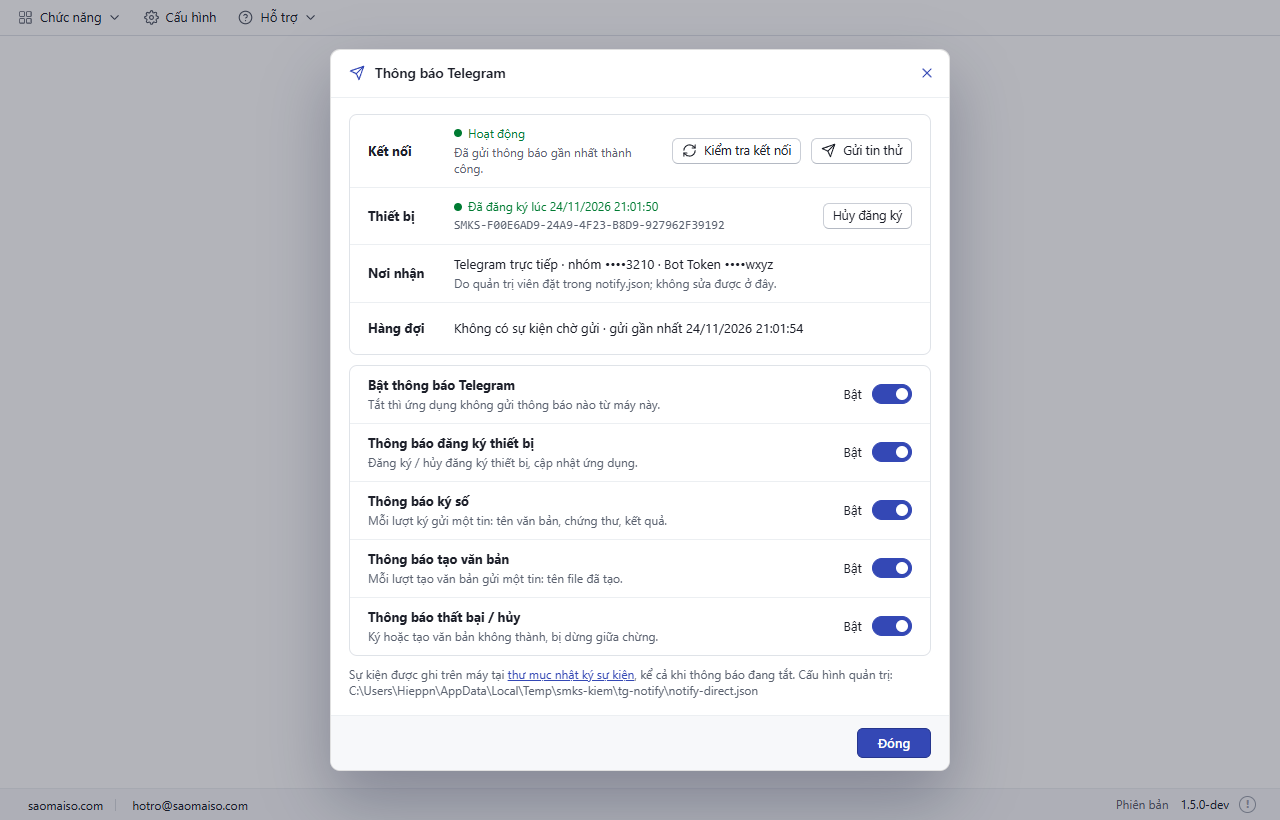 Chức năng
Cấu hình
Hỗ trợ
Thông báo Telegram
Kết nối
Hoạt động
Đã gửi thông báo gần nhất thành
công.
Kiểm tra kết nối
Gửi tin thử
Thiết bị
Đã đăng ký lúc 24/11/2026 21:01:50
SMKS-F00E6AD9-24A9-4F23-B8D9-927962F39192
Hủy đăng ký
Nơi nhận
Telegram trực tiếp · nhóm ••••3210 · Bot Token ••••wxyz
Do quản trị viên đặt trong notify.json; không sửa được ở đây.
Hàng đợi
Không có sự kiện chờ gửi · gửi gần nhất 24/11/2026 21:01:54
Bật thông báo Telegram
Tắt thì ứng dụng không gửi thông báo nào từ máy này.
Bật
Thông báo đăng ký thiết bị
Đăng ký / hủy đăng ký thiết bị, cập nhật ứng dụng.
Bật
Thông báo ký số
Mỗi lượt ký gửi một tin: tên văn bản, chứng thư, kết quả.
Bật
Thông báo tạo văn bản
Mỗi lượt tạo văn bản gửi một tin: tên file đã tạo.
Bật
Thông báo thất bại / hủy
Ký hoặc tạo văn bản không thành, bị dừng giữa chừng.
Bật
Sự kiện được ghi trên máy tại thư mục nhật ký sự kiện, kể cả khi thông báo đang tắt. Cấu hình quản trị:
C:\Users\Hieppn\AppData\Local\Temp\smks-kiem\tg-notify\notify-direct.json
Đóng
saomaiso.com
hotro@saomaiso.com
Phiên bản 1.5.0-dev